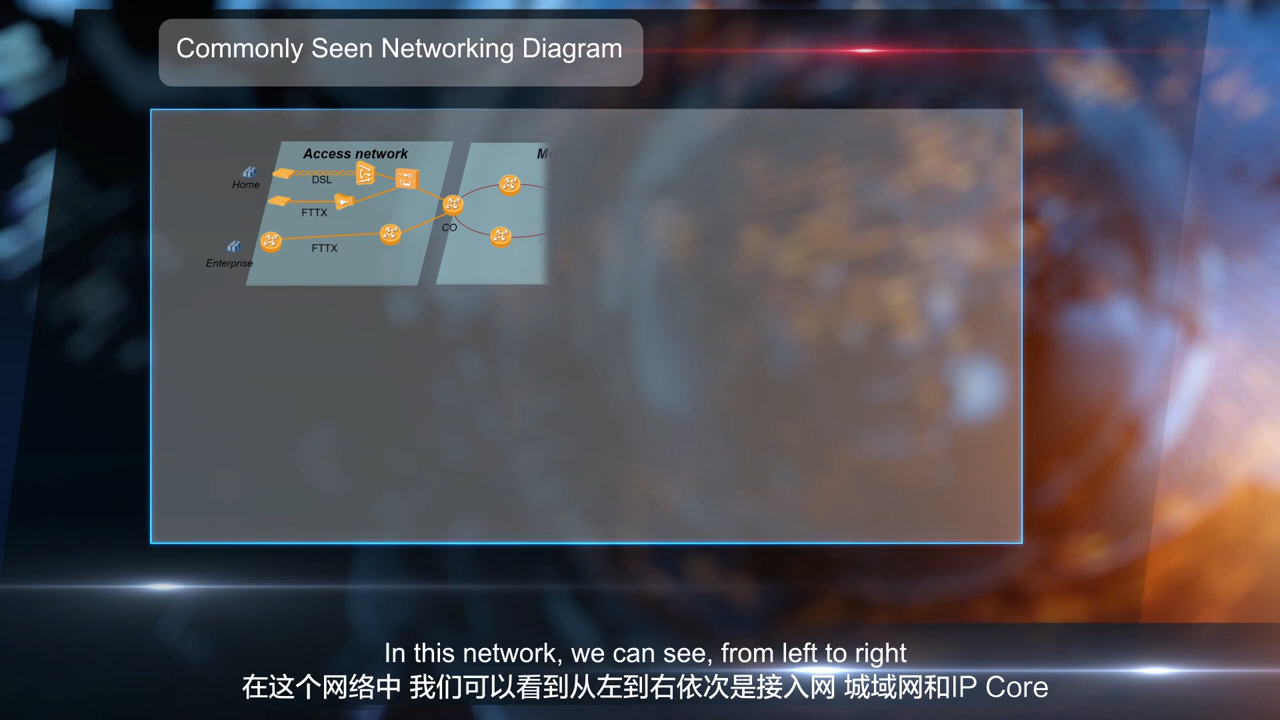 Commonly Seen Networking Diagram
Access network
Home
DSL
FTTX
CO
FTTX
Enterprise
In this network, we can see, from left to right
在这个网络中 我们可以看到从左到右依次是接入网 城域网和IP Core